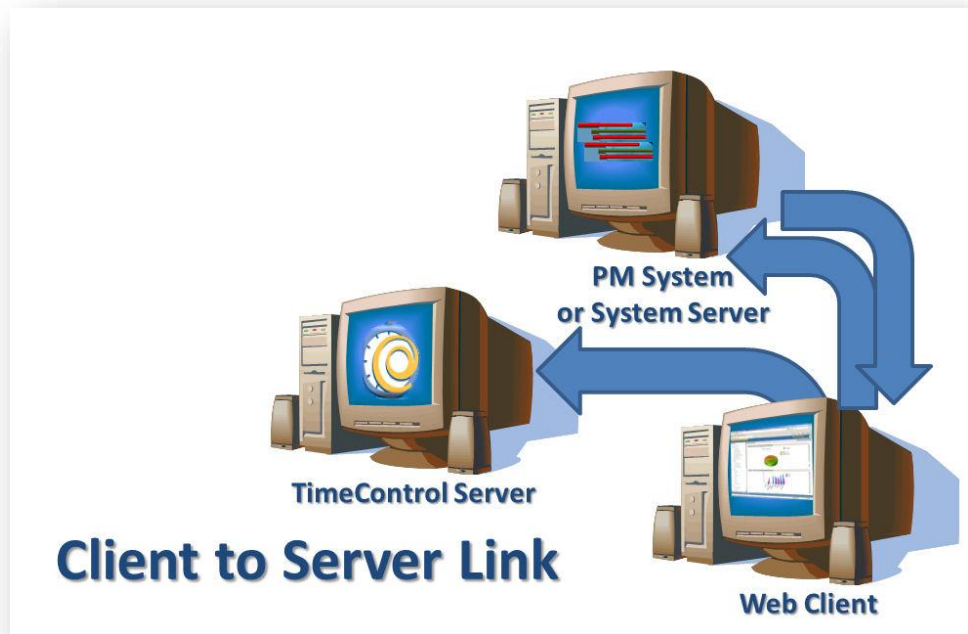 PM System
or System Server
TimeControl Server
Client to Server Link
Web Client